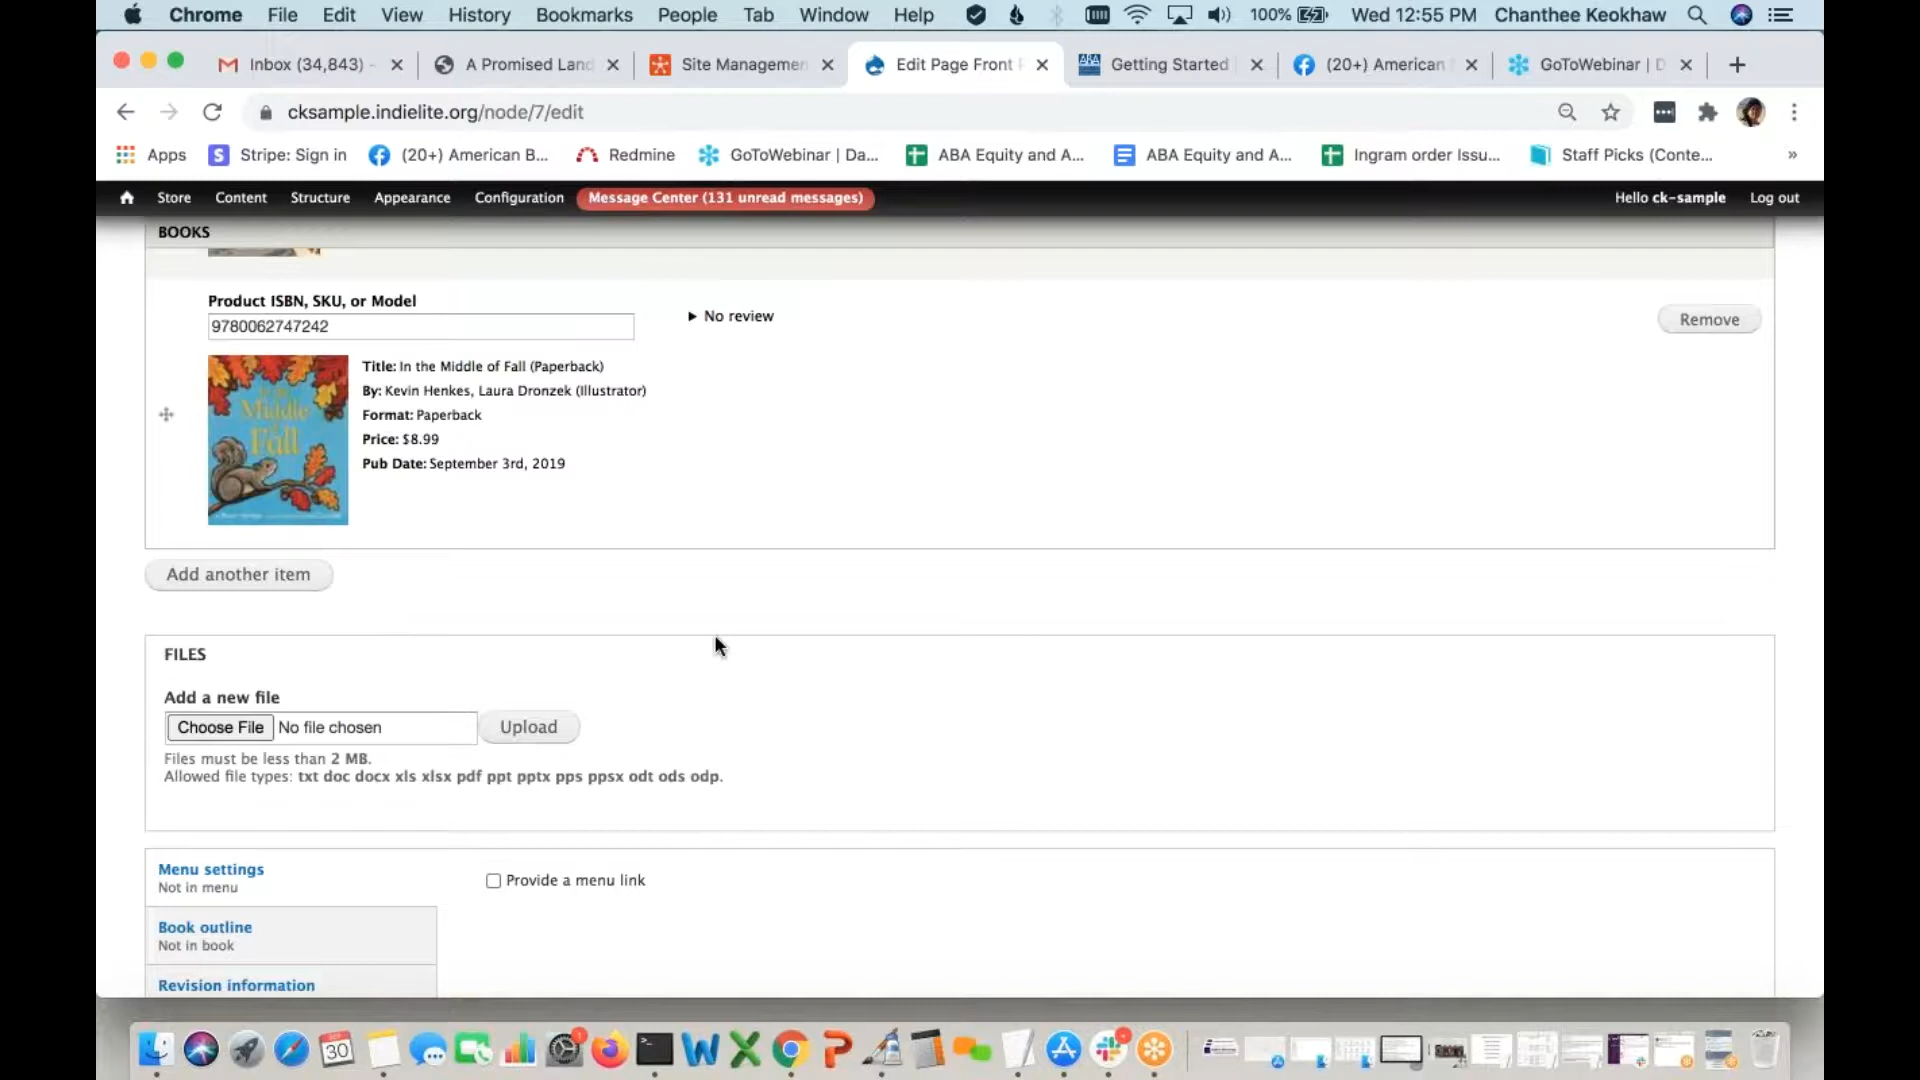 Chrome File Edit View History Bookmarks People Tab Window Help 100% Wed 12:55 PM Chanthee Keokhaw
Inbox (34,843) - A Promised Land Site Managemen Edit Page Front P Getting Started (20+) American GoToWebinar | D
cksample.indielite.org/node/7/edit
Apps Stripe: Sign in (20+) American B... Redmine GoToWebinar | Da... ABA Equity and A... ABA Equity and A... Ingram order Issu... Staff Picks (Conte... »
Store Content Structure Appearance Configuration Message Center (131 unread messages) Hello ck-sample Log out
BOOKS
Product ISBN, SKU, or Model
No review
Remove
9780062747242
Middle
Fall
Title: In the Middle of Fall (Paperback)
By: Kevin Henkes, Laura Dronzek (Illustrator)
Format: Paperback
Price: $8.99
Pub Date: September 3rd, 2019
Add another item
FILES
Add a new file
Choose File No file chosen Upload
Files must be less than 2 MB.
Allowed file types: txt doc docx xls xlsx pdf ppt pptx pps ppsx odt ods odp.
Menu settings
Not in menu
Provide a menu link
Book outline
Not in book
Revision information
30